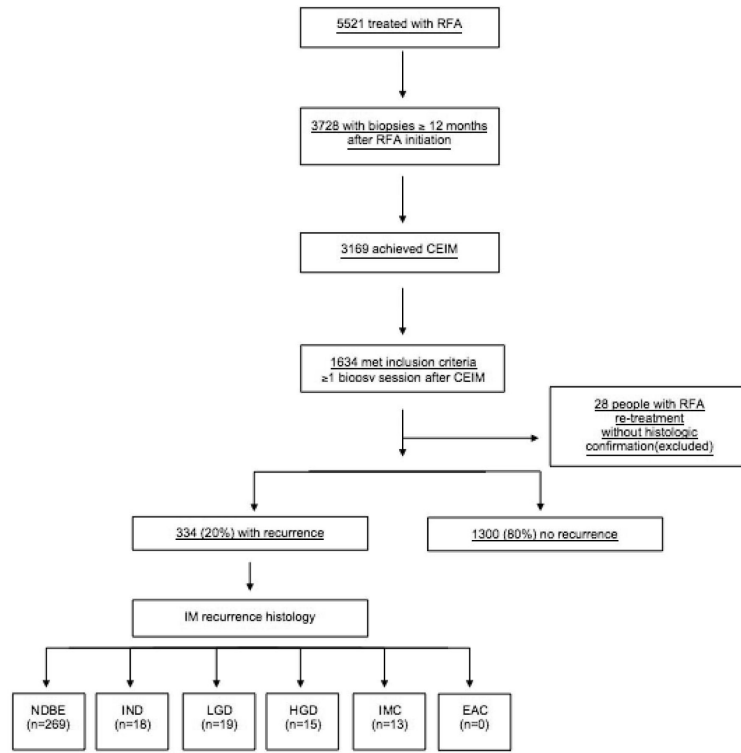 5521 treated with RFA
3728 with biopsies ≥ 12 months
after RFA initiation
3169 achieved CEIM
1634 met inclusion criteria
≥1 bioosv session after CEIM
28 people with RFA
re-treatment
without histologic
confirmation(excluded)
334 (20%) with recurrence
1300 (80%) no recurrence
IM recurrence histology
NDBE
(n=269)
IND
(n=18)
LGD
(n=19)
HGD
(n=15)
IMC
(n=13)
EAC
(n=0)